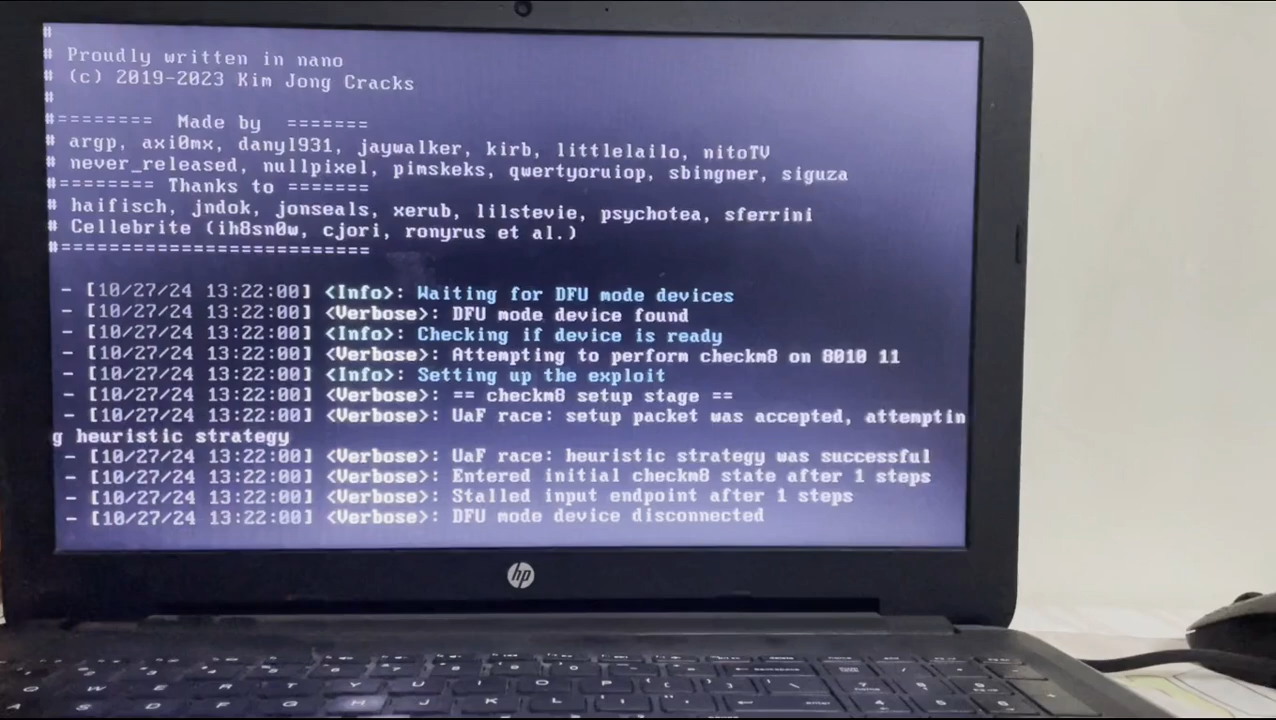 #
# Proudly written in nano
# (c) 2019-2023 Kim Jong Cracks
#
#======== Made by =======
# argp, axi0mx, danyl931, jaywalker, kirb, littlelailo, nitoTV
# never_released, nullpixel, pimskeks, qwertyoruiop, sbingner, siguza
#======== Thanks to =======
# haifisch, jndok, jonseals, xerub, lilstevie, psychotea, sferrini
# Cellebrite (ih8sn0w, cjori, ronyrus et al.)
#==========================
- [10/27/24 13:22:00] <Info>: Waiting for DFU mode devices
- [10/27/24 13:22:00] <Verbose>: DFU mode device found
- [10/27/24 13:22:00] <Info>: Checking if device is ready
- [10/27/24 13:22:00] <Verbose>: Attempting to perform checkm8 on 8010 11
- [10/27/24 13:22:00] <Info>: Setting up the exploit
- [10/27/24 13:22:00] <Verbose>: == checkm8 setup stage ==
- [10/27/24 13:22:00] <Verbose>: UaF race: setup packet was accepted, attemptin
g heuristic strategy
- [10/27/24 13:22:00] <Verbose>: UaF race: heuristic strategy was successful
- [10/27/24 13:22:00] <Verbose>: Entered initial checkm8 state after 1 steps
- [10/27/24 13:22:00] <Verbose>: Stalled input endpoint after 1 steps
- [10/27/24 13:22:00] <Verbose>: DFU mode device disconnected
hp
Q W E R T Y U I O P
A S D F G H J K L